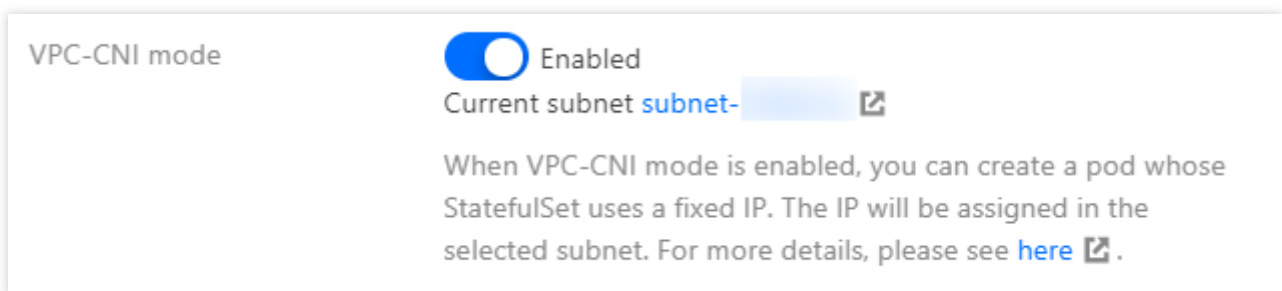 VPC-CNI mode
Enabled
Current subnet subnet-
When VPC-CNI mode is enabled, you can create a pod whose
StatefulSet uses a fixed IP. The IP will be assigned in the
selected subnet. For more details, please see here .